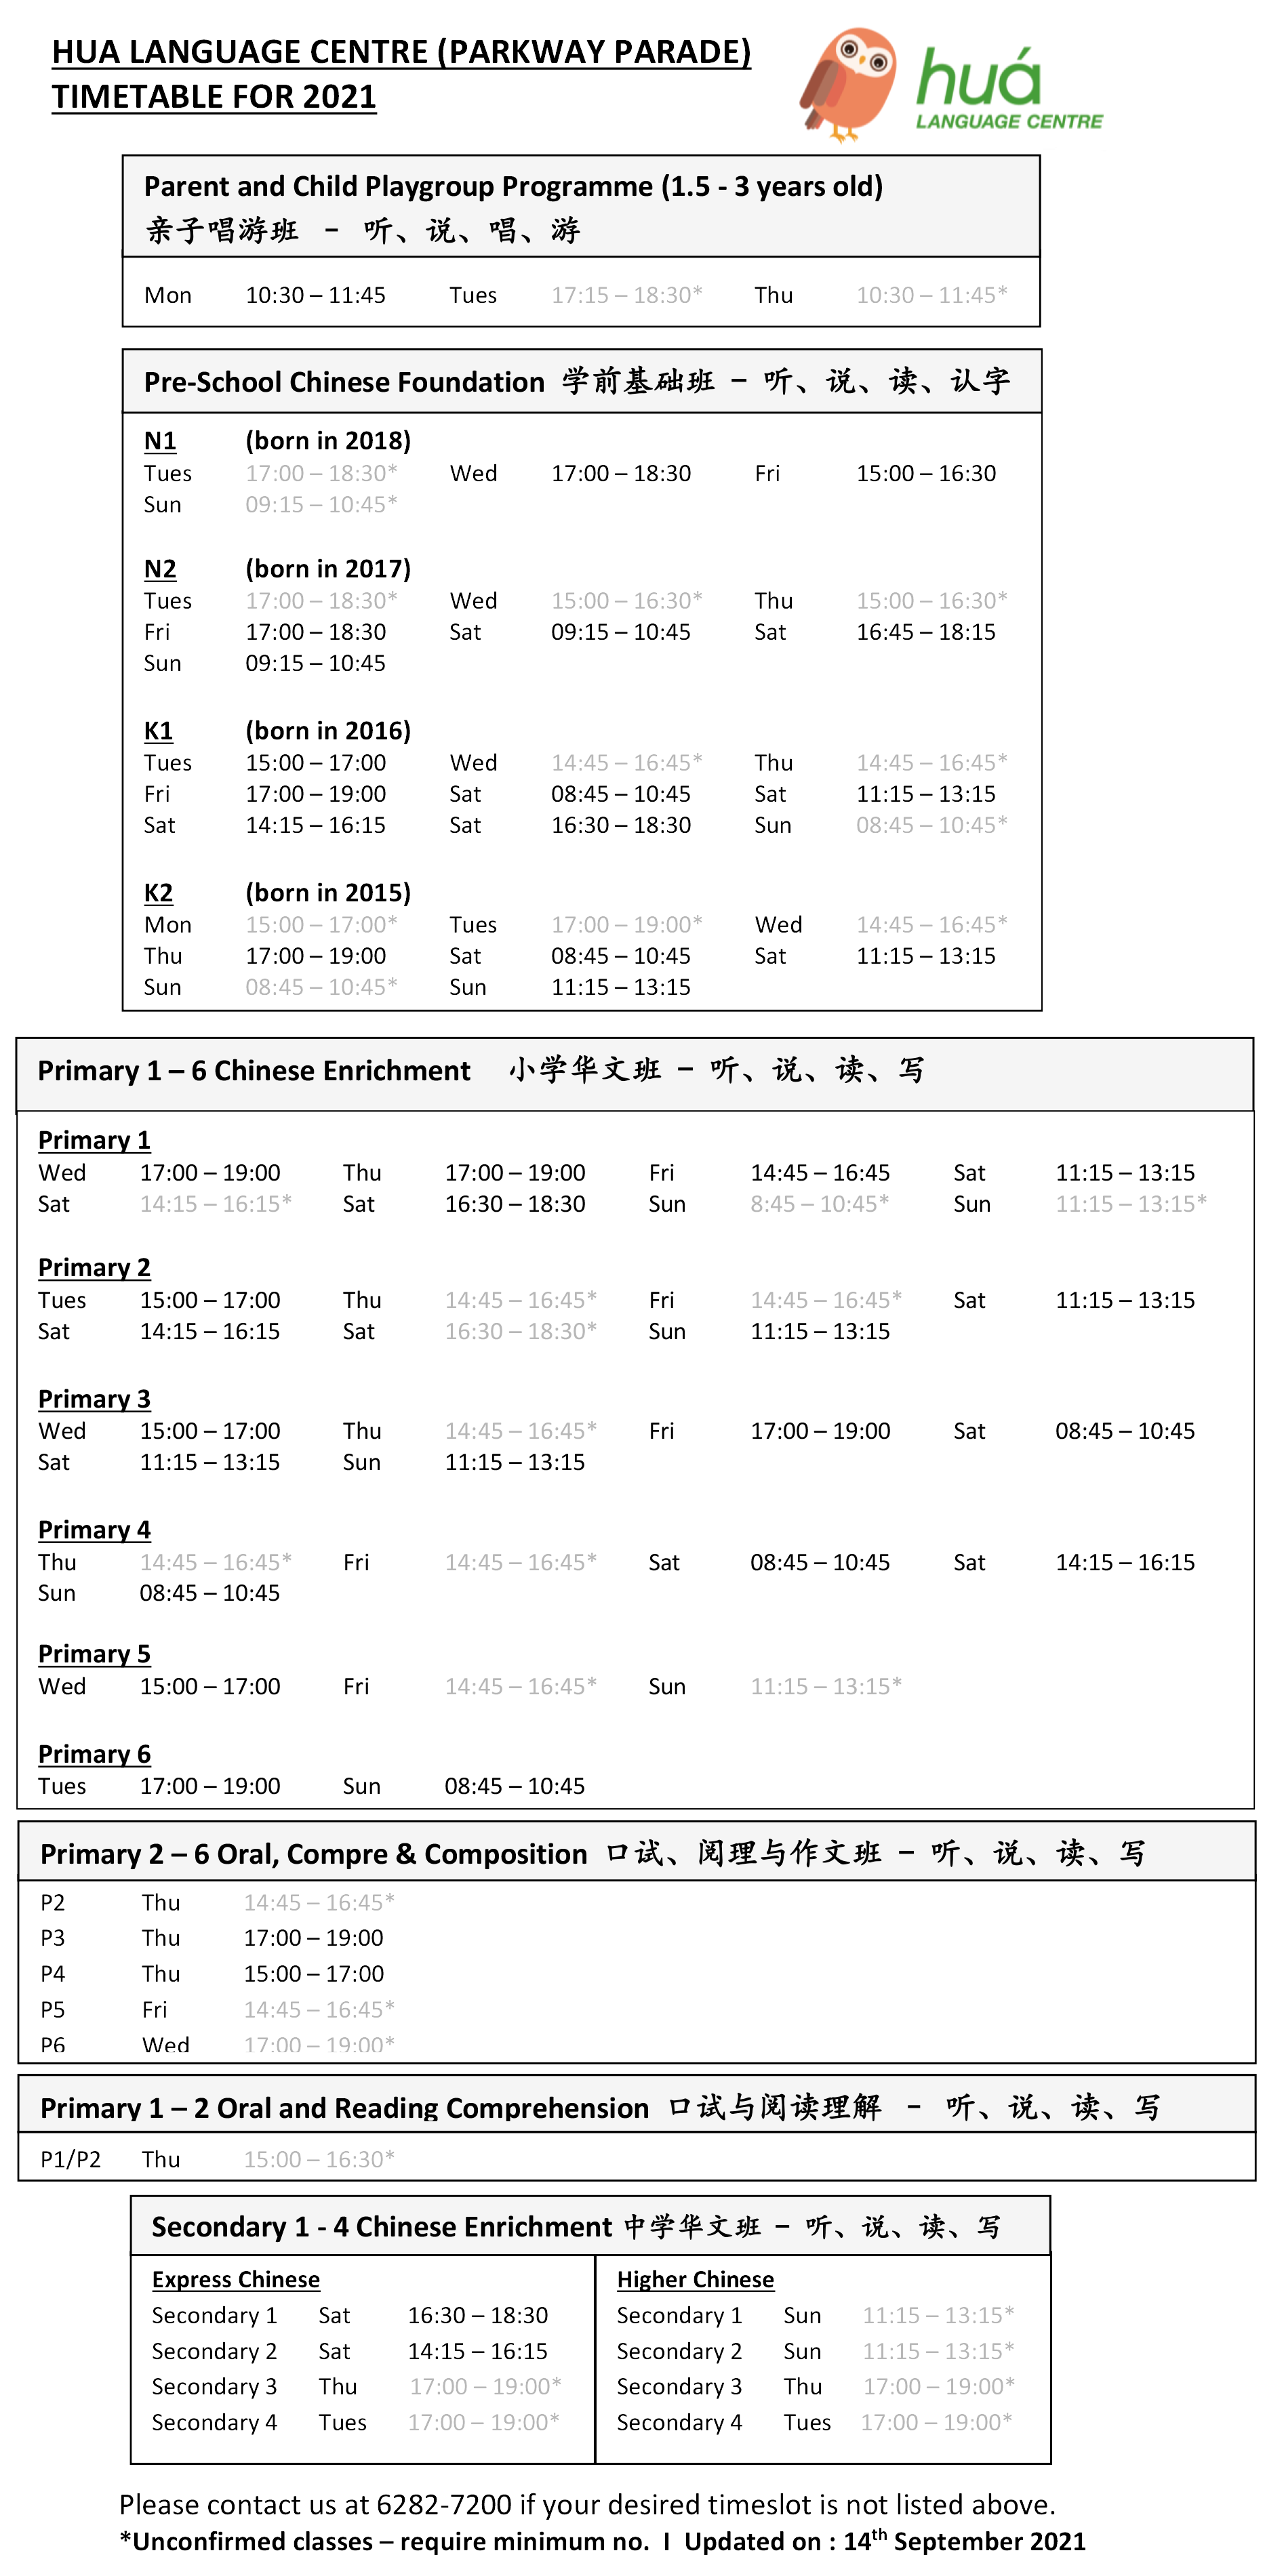 HUA LANGUAGE CENTRE (PARKWAY PARADE)
TIMETABLE FOR 2021
huá
LANGUAGE CENTRE
Parent and Child Playgroup Programme (1.5 - 3 years old)
亲子唱游班 – 听、说、唱、游
Mon 10:30 – 11:45 Tues 17:15 – 18:30* Thu 10:30 – 11:45*
Pre-School Chinese Foundation 学前基础班 – 听、说、读、认字
N1 (born in 2018)
Tues 17:00 – 18:30* Wed 17:00 – 18:30 Fri 15:00 – 16:30
Sun 09:15 – 10:45*
N2 (born in 2017)
Tues 17:00 – 18:30* Wed 15:00 – 16:30* Thu 15:00 – 16:30*
Fri 17:00 – 18:30 Sat 09:15 – 10:45 Sat 16:45 – 18:15
Sun 09:15 – 10:45
K1 (born in 2016)
Tues 15:00 – 17:00 Wed 14:45 – 16:45* Thu 14:45 – 16:45*
Fri 17:00 – 19:00 Sat 08:45 – 10:45 Sat 11:15 – 13:15
Sat 14:15 – 16:15 Sat 16:30 – 18:30 Sun 08:45 – 10:45*
K2 (born in 2015)
Mon 15:00 – 17:00* Tues 17:00 – 19:00* Wed 14:45 – 16:45*
Thu 17:00 – 19:00 Sat 08:45 – 10:45 Sat 11:15 – 13:15
Sun 08:45 – 10:45* Sun 11:15 – 13:15
Primary 1 – 6 Chinese Enrichment 小学华文班 – 听、说、读、写
Primary 1
Wed 17:00 – 19:00 Thu 17:00 – 19:00 Fri 14:45 – 16:45 Sat 11:15 – 13:15
Sat 14:15 – 16:15* Sat 16:30 – 18:30 Sun 8:45 – 10:45* Sun 11:15 – 13:15*
Primary 2
Tues 15:00 – 17:00 Thu 14:45 – 16:45* Fri 14:45 – 16:45* Sat 11:15 – 13:15
Sat 14:15 – 16:15 Sat 16:30 – 18:30* Sun 11:15 – 13:15
Primary 3
Wed 15:00 – 17:00 Thu 14:45 – 16:45* Fri 17:00 – 19:00 Sat 08:45 – 10:45
Sat 11:15 – 13:15 Sun 11:15 – 13:15
Primary 4
Thu 14:45 – 16:45* Fri 14:45 – 16:45* Sat 08:45 – 10:45 Sat 14:15 – 16:15
Sun 08:45 – 10:45
Primary 5
Wed 15:00 – 17:00 Fri 14:45 – 16:45* Sun 11:15 – 13:15*
Primary 6
Tues 17:00 – 19:00 Sun 08:45 – 10:45
Primary 2 – 6 Oral, Compre & Composition 口试、阅理与作文班 – 听、说、读、写
P2 Thu 14:45 – 16:45*
P3 Thu 17:00 – 19:00
P4 Thu 15:00 – 17:00
P5 Fri 14:45 – 16:45*
P6 Wed 17:00 – 19:00*
Primary 1 – 2 Oral and Reading Comprehension 口试与阅读理解 – 听、说、读、写
P1/P2 Thu 15:00 – 16:30*
Secondary 1 - 4 Chinese Enrichment 中学华文班 – 听、说、读、写
Express Chinese
Secondary 1 Sat 16:30 – 18:30
Secondary 2 Sat 14:15 – 16:15
Secondary 3 Thu 17:00 – 19:00*
Secondary 4 Tues 17:00 – 19:00*
Higher Chinese
Secondary 1 Sun 11:15 – 13:15*
Secondary 2 Sun 11:15 – 13:15*
Secondary 3 Thu 17:00 – 19:00*
Secondary 4 Tues 17:00 – 19:00*
Please contact us at 6282-7200 if your desired timeslot is not listed above.
*Unconfirmed classes – require minimum no. I Updated on : 14th September 2021